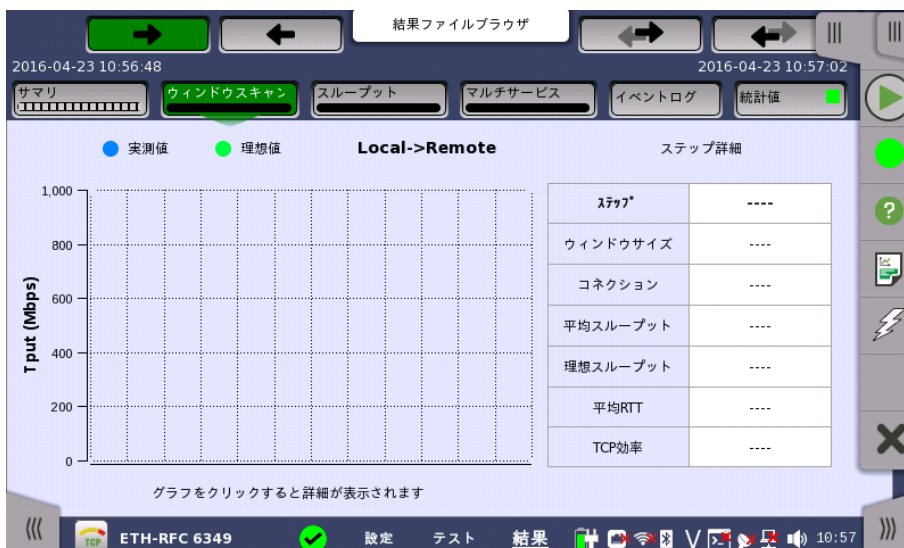 結果ファイルブラウザ
2016-04-23 10:56:48
2016-04-23 10:57:02
サマリ
ウィンドウスキャン
スループット
マルチサービス
イベントログ
統計値
実測値
理想値
Local->Remote
ステップ詳細
1,000
800
600
400
200
0
Tput (Mbps)
ｽﾃｯﾌﾟ
----
ウィンドウサイズ
----
コネクション
----
平均スループット
----
理想スループット
----
平均RTT
----
TCP効率
----
グラフをクリックすると詳細が表示されます
TCP
ETH-RFC 6349
設定
テスト
結果
10:57